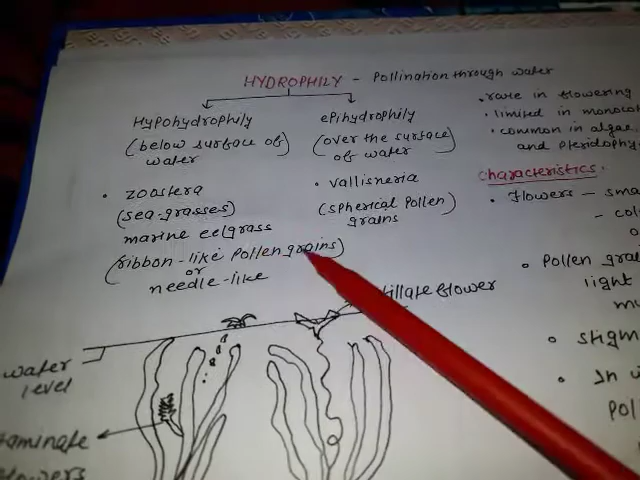 HYDROPHILY - Pollination through water
Hypohydrophily
(below surface of
water)
zoostera
(sea-grasses)
marine eelgrass
(ribbon-like Pollen grains)
or
needle-like
ePihydrophily
(over the surface
of water)
• vallisneria
(spherical Pollen
grains)
• rare in flowering
• limited in monocot
• common in algae,
and pteridophy
characteristics.
• Flowers - sma
- col
• Pollen gra
light
mu
• stigm
• In w
Pol
flower
water
level
aminate
lowers